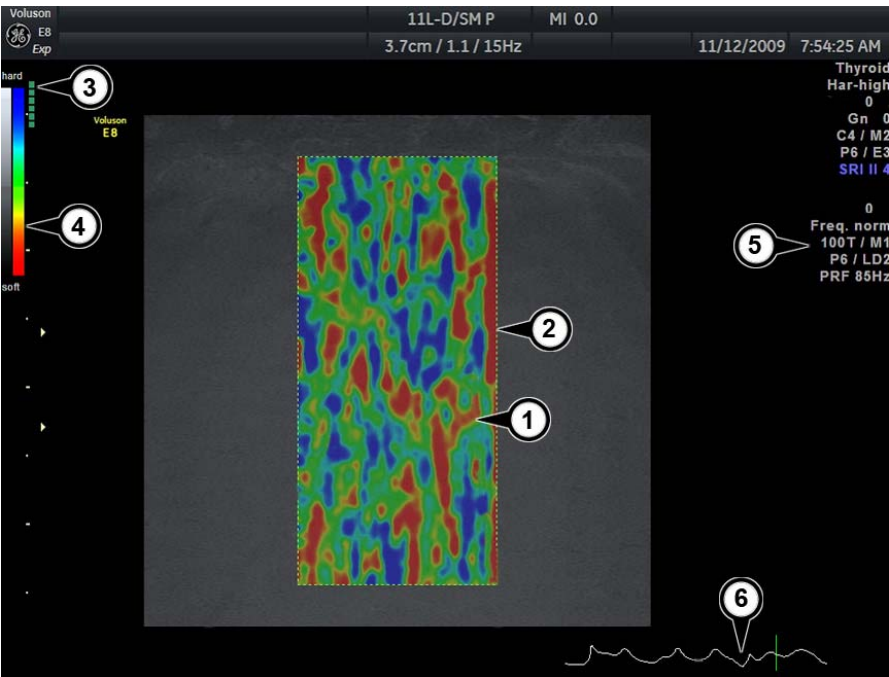 Voluson
E8
Exp
11L-D/SM P
MI 0.0
3.7cm / 1.1 / 15Hz
11/12/2009 7:54:25 AM
hard
soft
Voluson
E8
Thyroid
Har-high
0
Gn 0
C4 / M2
P6 / E3
SRI II 4
0
Freq. norm
100T / M1
P6 / LD2
PRF 85Hz
3
4
5
2
1
6